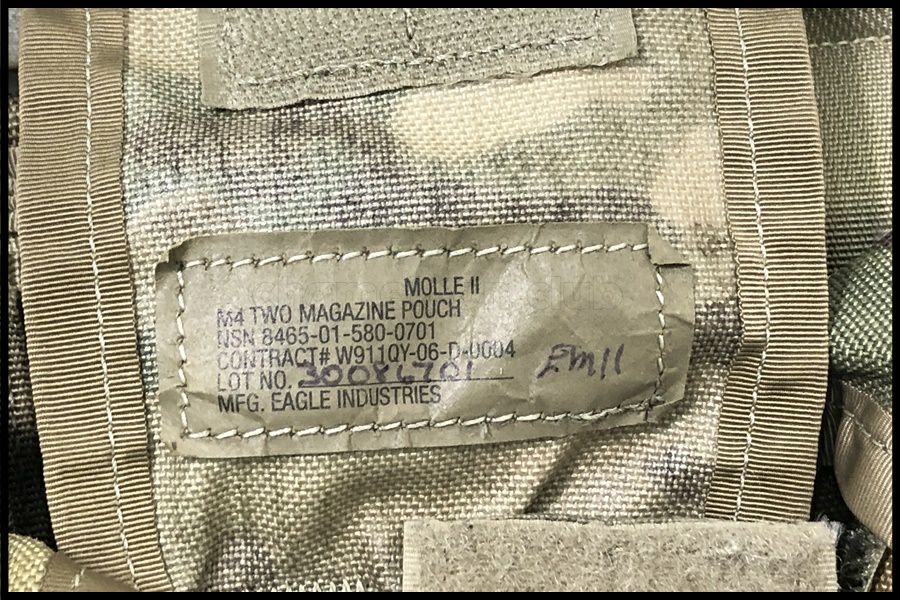 MOLLE II
M4 TWO MAGAZINE POUCH
NSN 8465-01-580-0701
CONTRACT# W911QY-06-D-0004
LOT NO. 30086701 EM11
MFG. EAGLE INDUSTRIES